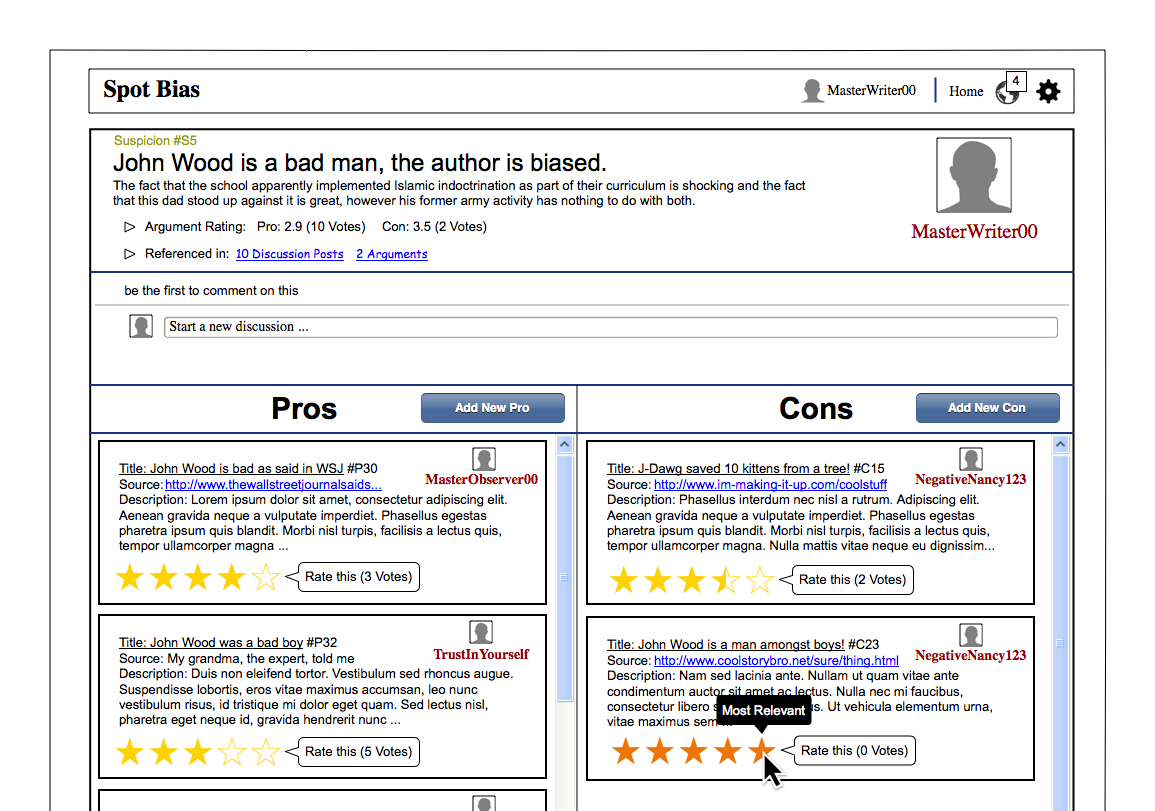 Spot Bias
MasterWriter00
Home
4
Suspicion #S5
John Wood is a bad man, the author is biased.
The fact that the school apparently implemented Islamic indoctrination as part of their curriculum is shocking and the fact
that this dad stood up against it is great, however his former army activity has nothing to do with both.
Argument Rating: Pro: 2.9 (10 Votes) Con: 3.5 (2 Votes)
Referenced in: 10 Discussion Posts 2 Arguments
MasterWriter00
be the first to comment on this
Start a new discussion ...
Pros
Add New Pro
Title: John Wood is bad as said in WSJ #P30
Source: http://www.thewallstreetjournalsaids...
MasterObserver00
Description: Lorem ipsum dolor sit amet, consectetur adipiscing elit.
Aenean gravida neque a vulputate imperdiet. Phasellus egestas
pharetra ipsum quis blandit. Morbi nisl turpis, facilisis a lectus quis,
tempor ullamcorper magna ...
Rate this (3 Votes)
Title: John Wood was a bad boy #P32
Source: My grandma, the expert, told me
TrustInYourself
Description: Duis non eleifend tortor. Vestibulum sed rhoncus augue.
Suspendisse lobortis, eros vitae maximus accumsan, leo nunc
vestibulum risus, id tristique mi dolor eget quam. Sed lectus nisl,
pharetra eget neque id, gravida hendrerit nunc ...
Rate this (5 Votes)
Cons
Add New Con
Title: J-Dawg saved 10 kittens from a tree! #C15
Source: http://www.im-making-it-up.com/coolstuff
NegativeNancy123
Description: Phasellus interdum nec nisl a rutrum. Adipiscing elit.
Aenean gravida neque a vulputate imperdiet. Phasellus egestas
pharetra ipsum quis blandit. Morbi nisl turpis, facilisis a lectus quis,
tempor ullamcorper magna. Nulla mattis vitae neque eu dignissim...
Rate this (2 Votes)
Title: John Wood is a man amongst boys! #C23
Source: http://www.coolstorybro.net/sure/thing.html
NegativeNancy123
Description: Nam sed lacinia ante. Nullam ut quam vitae ante
condimentum auctor sit amet ac lectus. Nulla nec mi faucibus,
consectetur libero Ut vehicula elementum urna,
vitae maximus sem
Most Relevant
Rate this (0 Votes)